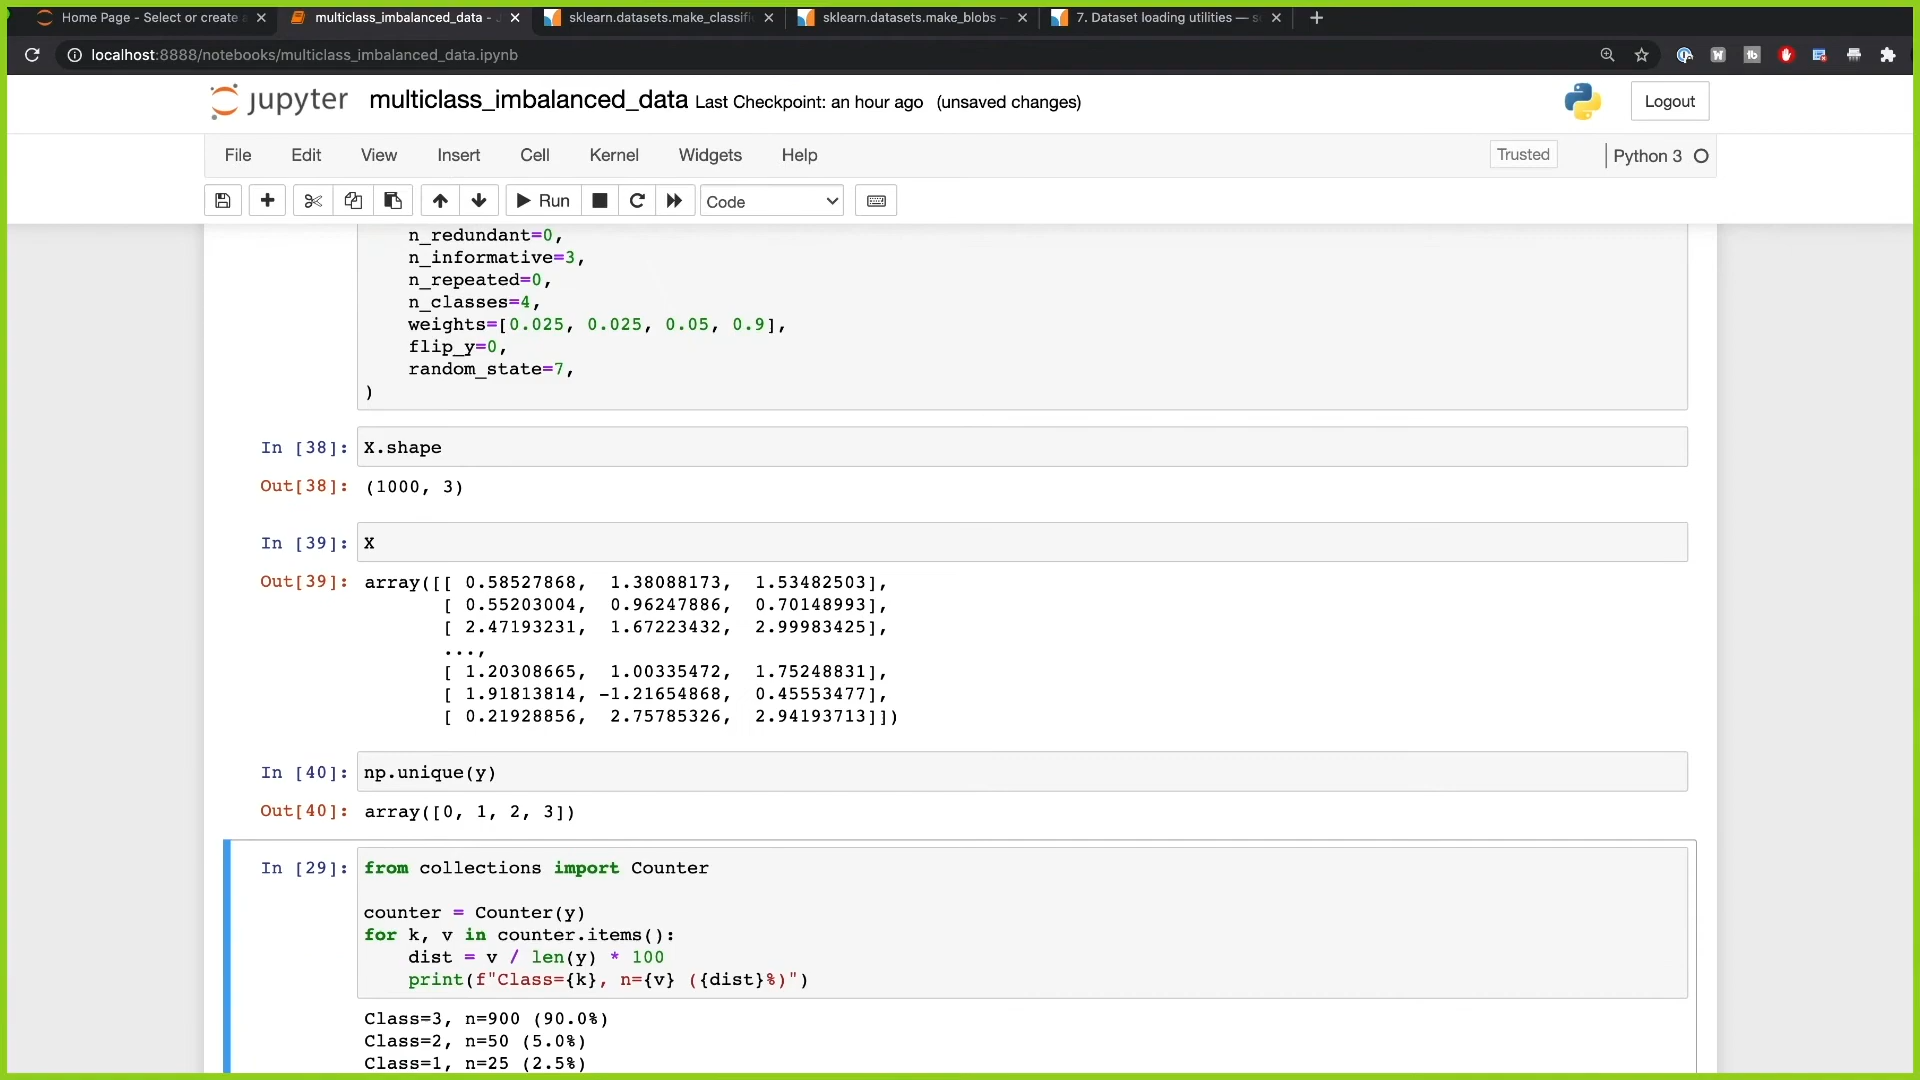 Home Page - Select or create a
multiclass_imbalanced_data -
sklearn.datasets.make_classifi
sklearn.datasets.make_blobs —
7. Dataset loading utilities — s
localhost:8888/notebooks/multiclass_imbalanced_data.ipynb
jupyter multiclass_imbalanced_data Last Checkpoint: an hour ago (unsaved changes)
Logout
File Edit View Insert Cell Kernel Widgets Help
Trusted
Python 3
Run
Code
n_redundant=0,
n_informative=3,
n_repeated=0,
n_classes=4,
weights=[0.025, 0.025, 0.05, 0.9],
flip_y=0,
random_state=7,
)
In [38]: X.shape
Out[38]: (1000, 3)
In [39]: X
Out[39]: array([[ 0.58527868, 1.38088173, 1.53482503],
[ 0.55203004, 0.96247886, 0.70148993],
[ 2.47193231, 1.67223432, 2.99983425],
...,
[ 1.20308665, 1.00335472, 1.75248831],
[ 1.91813814, -1.21654868, 0.45553477],
[ 0.21928856, 2.75785326, 2.94193713]])
In [40]: np.unique(y)
Out[40]: array([0, 1, 2, 3])
In [29]: from collections import Counter
counter = Counter(y)
for k, v in counter.items():
dist = v / len(y) * 100
print(f"Class={k}, n={v} ({dist}%)")
Class=3, n=900 (90.0%)
Class=2, n=50 (5.0%)
Class=1, n=25 (2.5%)